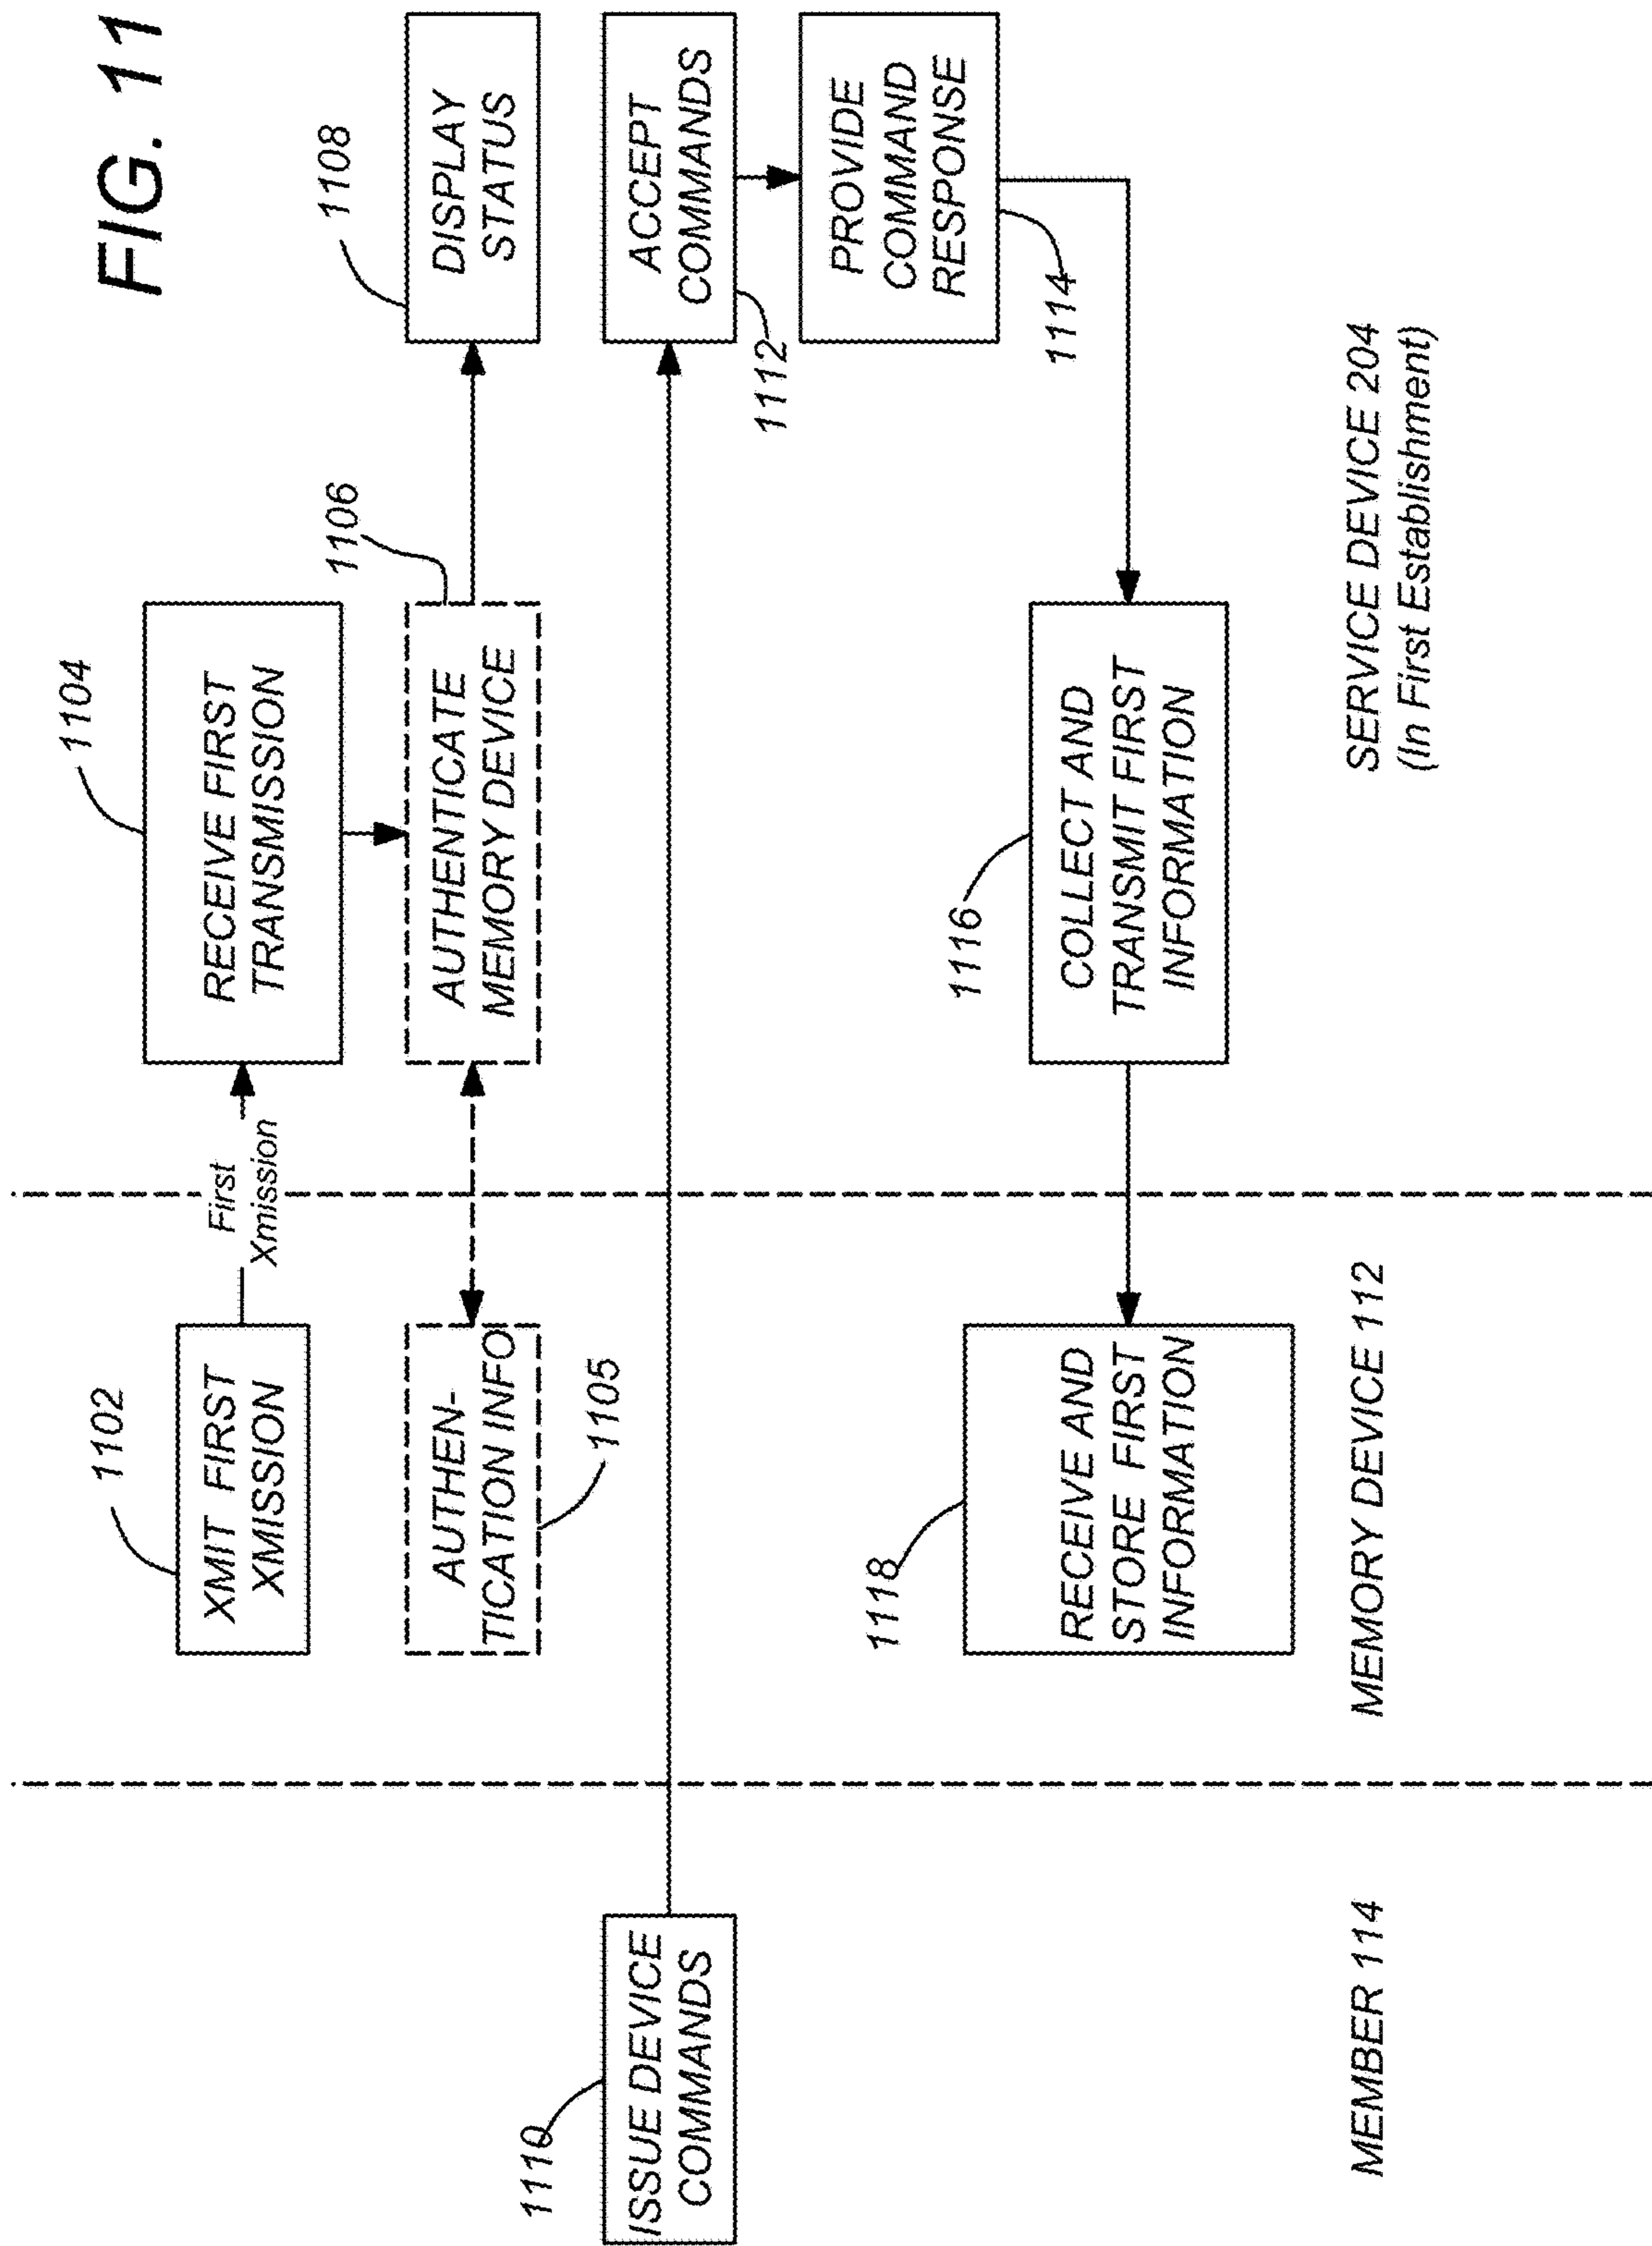 FIG. 11
1102
XMIT FIRST
XMISSION
First
Xmission
1104
RECEIVE FIRST
TRANSMISSION
1105
AUTHEN-
TICATION INFO
1106
AUTHENTICATE
MEMORY DEVICE
1108
DISPLAY
STATUS
1110
ISSUE DEVICE
COMMANDS
1112
ACCEPT
COMMANDS
1114
PROVIDE
COMMAND
RESPONSE
1116
COLLECT AND
TRANSMIT FIRST
INFORMATION
1118
RECEIVE AND
STORE FIRST
INFORMATION
MEMBER 114
MEMORY DEVICE 112
SERVICE DEVICE 204
(In First Establishment)